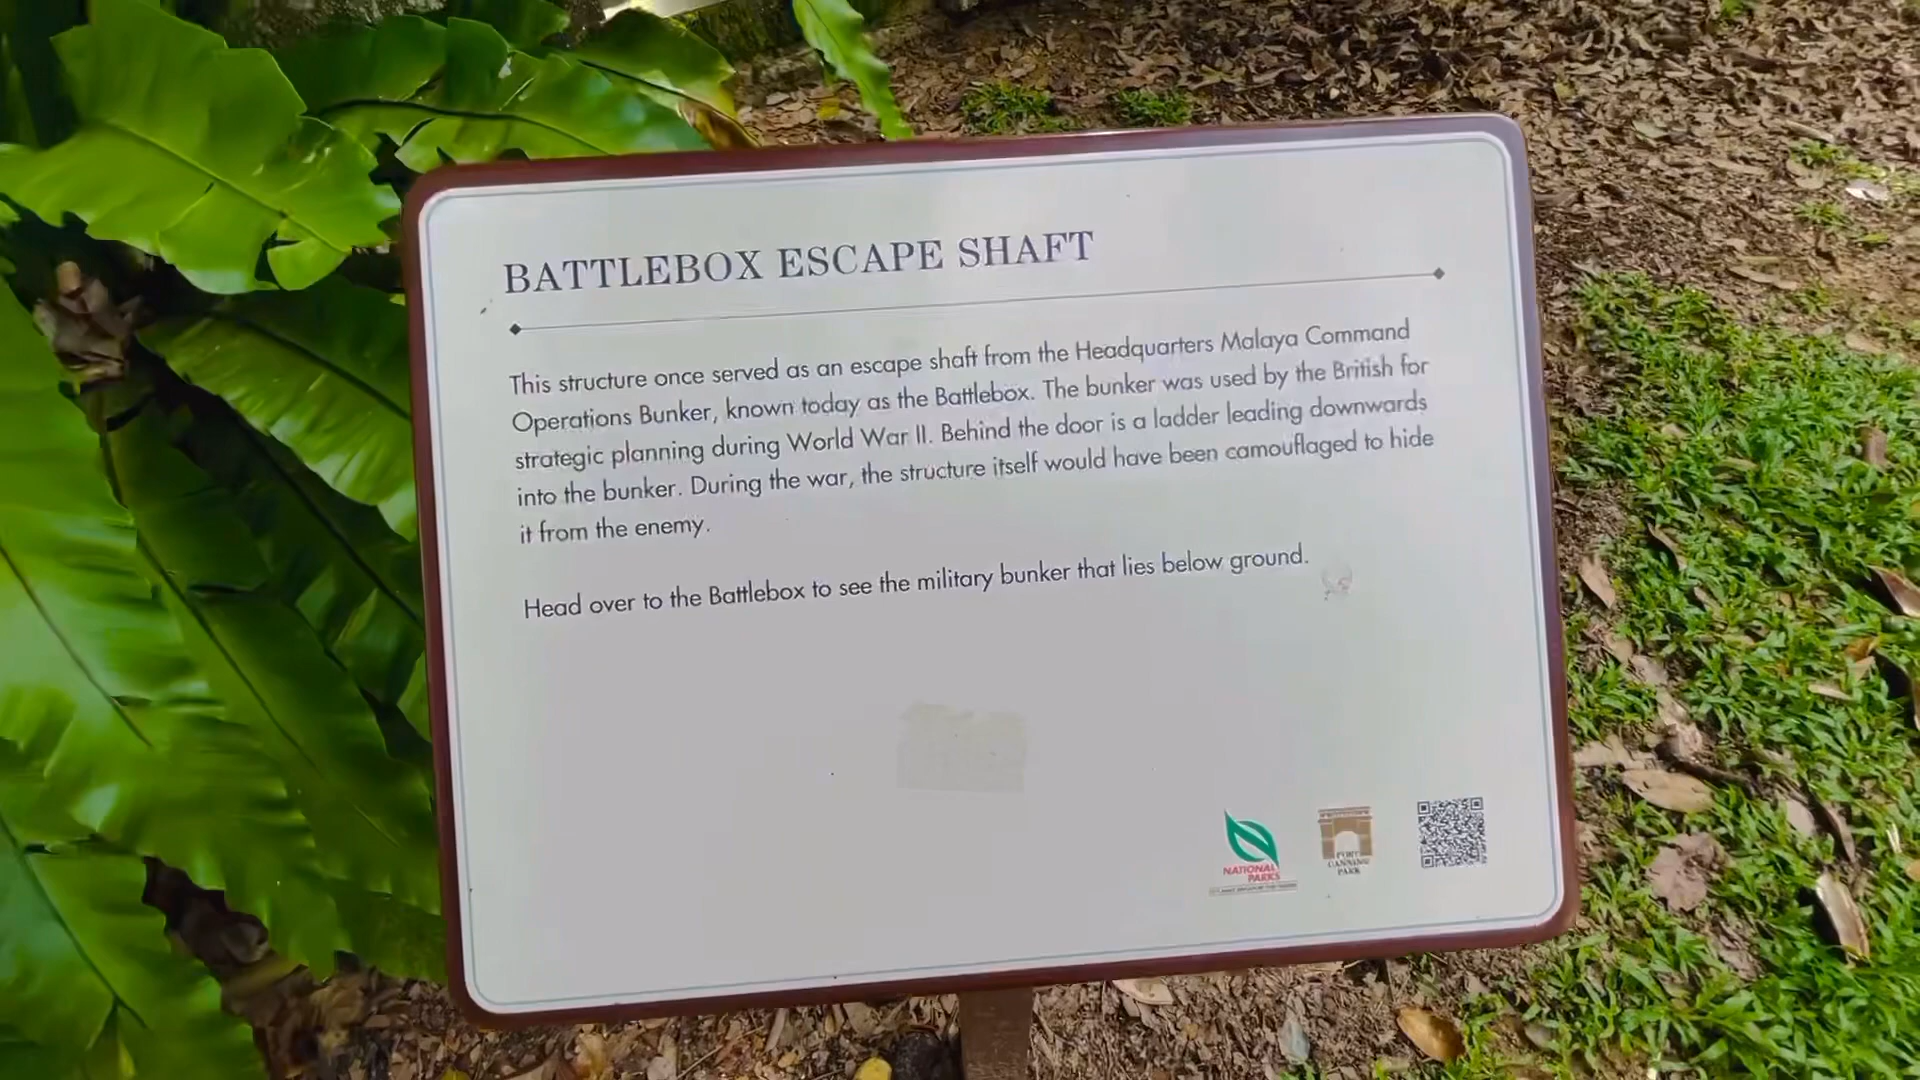 BATTLEBOX ESCAPE SHAFT
This structure once served as an escape shaft from the Headquarters Malaya Command
Operations Bunker, known today as the Battlebox. The bunker was used by the British for
strategic planning during World War II. Behind the door is a ladder leading downwards
into the bunker. During the war, the structure itself would have been camouflaged to hide
it from the enemy.
Head over to the Battlebox to see the military bunker that lies below ground.
NATIONAL
PARKS
FORT
CANNING
PARK